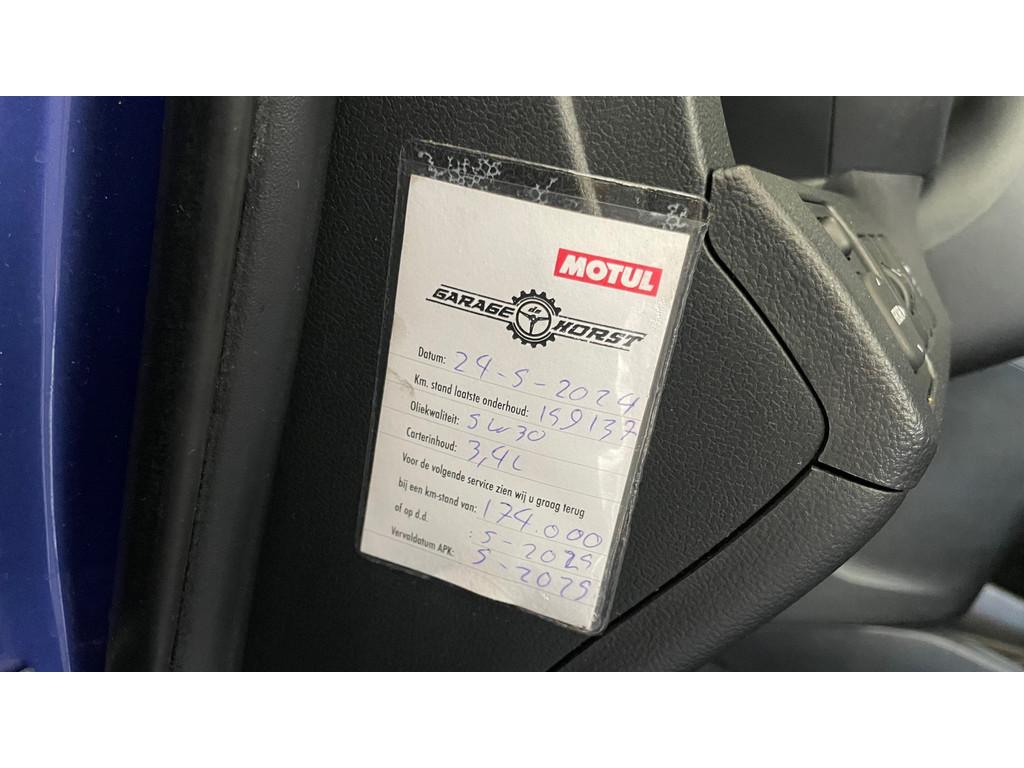 MOTUL
GARAGE de HORST
Datum: 24-5-2024
Km. stand laatste onderhoud: 159137
Oliekwaliteit: 5w30
Carterinhoud: 3,4L
Voor de volgende service zien wij u graag terug
bij een km-stand van: 174.000
of op d.d. : 5-2025
Vervaldatum APK: 5-2025